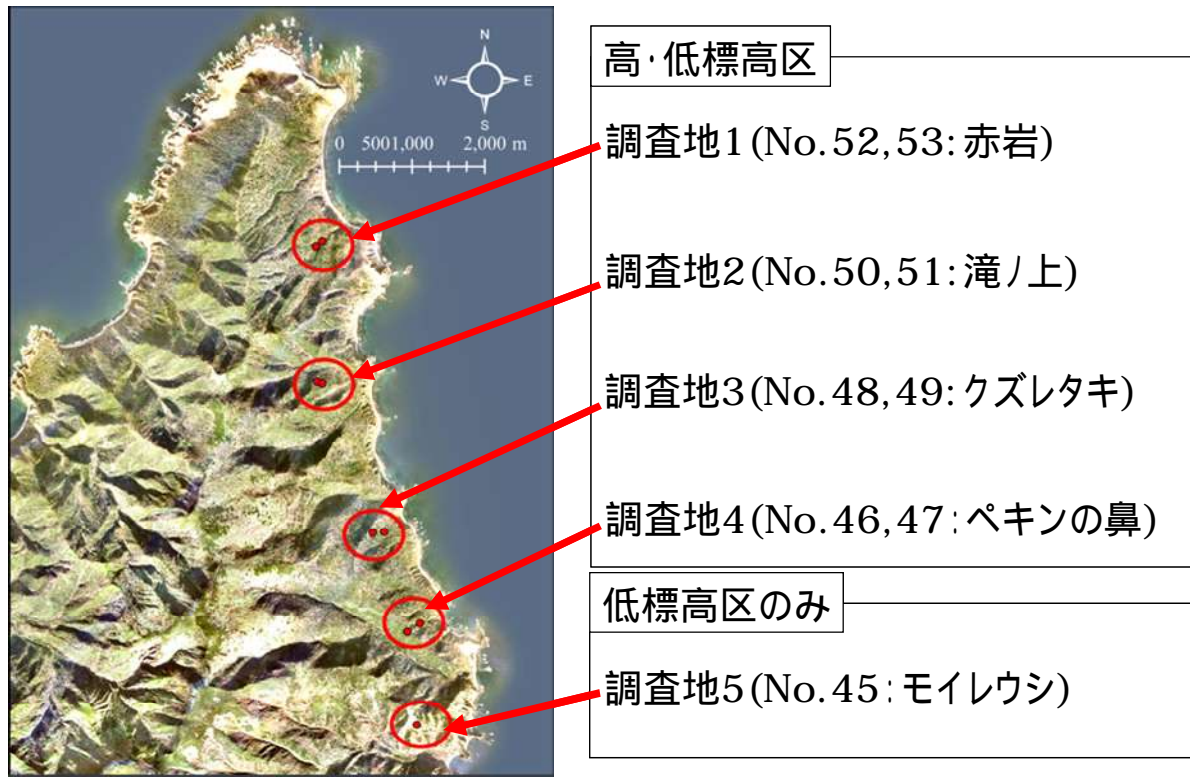 N
W E
S
0 5001,000 2,000 m
高・低標高区
調査地1(No.52,53:赤岩)
調査地2(No.50,51:滝ノ上)
調査地3(No.48,49:クズレタキ)
調査地4(No.46,47:ペキンの鼻)
低標高区のみ
調査地5(No.45:モイレウシ)